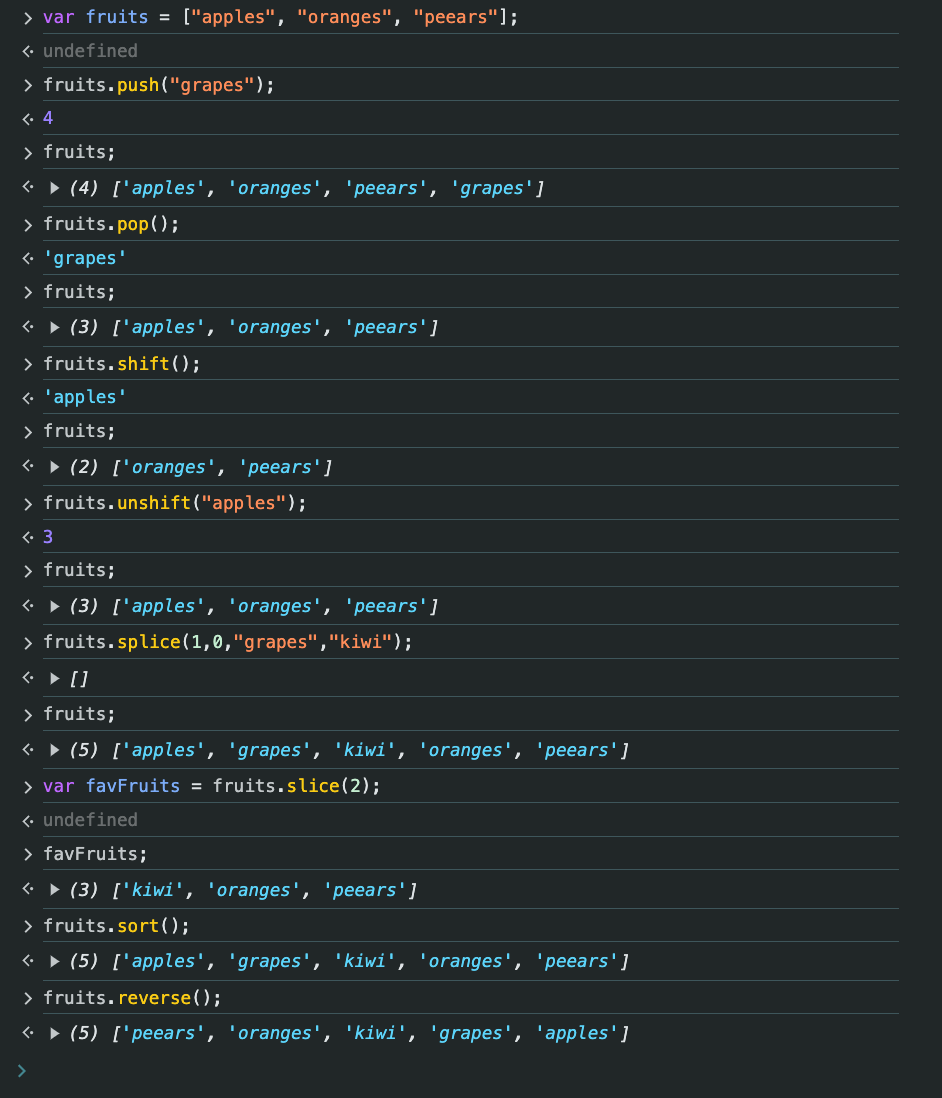 > var fruits = ["apples", "oranges", "peears"];
undefined
> fruits.push("grapes");
4
> fruits;
(4) ['apples', 'oranges', 'peears', 'grapes']
> fruits.pop();
'grapes'
> fruits;
(3) ['apples', 'oranges', 'peears']
> fruits.shift();
'apples'
> fruits;
(2) ['oranges', 'peears']
> fruits.unshift("apples");
3
> fruits;
(3) ['apples', 'oranges', 'peears']
> fruits.splice(1,0,"grapes","kiwi");
[]
> fruits;
(5) ['apples', 'grapes', 'kiwi', 'oranges', 'peears']
> var favFruits = fruits.slice(2);
undefined
> favFruits;
(3) ['kiwi', 'oranges', 'peears']
> fruits.sort();
(5) ['apples', 'grapes', 'kiwi', 'oranges', 'peears']
> fruits.reverse();
(5) ['peears', 'oranges', 'kiwi', 'grapes', 'apples']
>